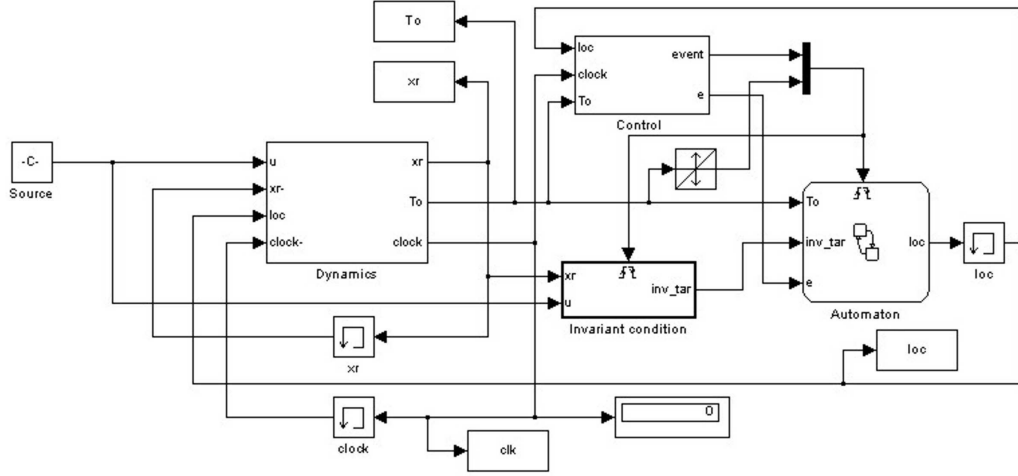 To
xr
loc
clock
To
event
e
Control
-C-
Source
u
xr-
loc
clock-
xr
To
clock
Dynamics
xr
u
inv_tar
Invariant condition
To
inv_tar
e
loc
Automaton
loc
xr
loc
clock
0
clk